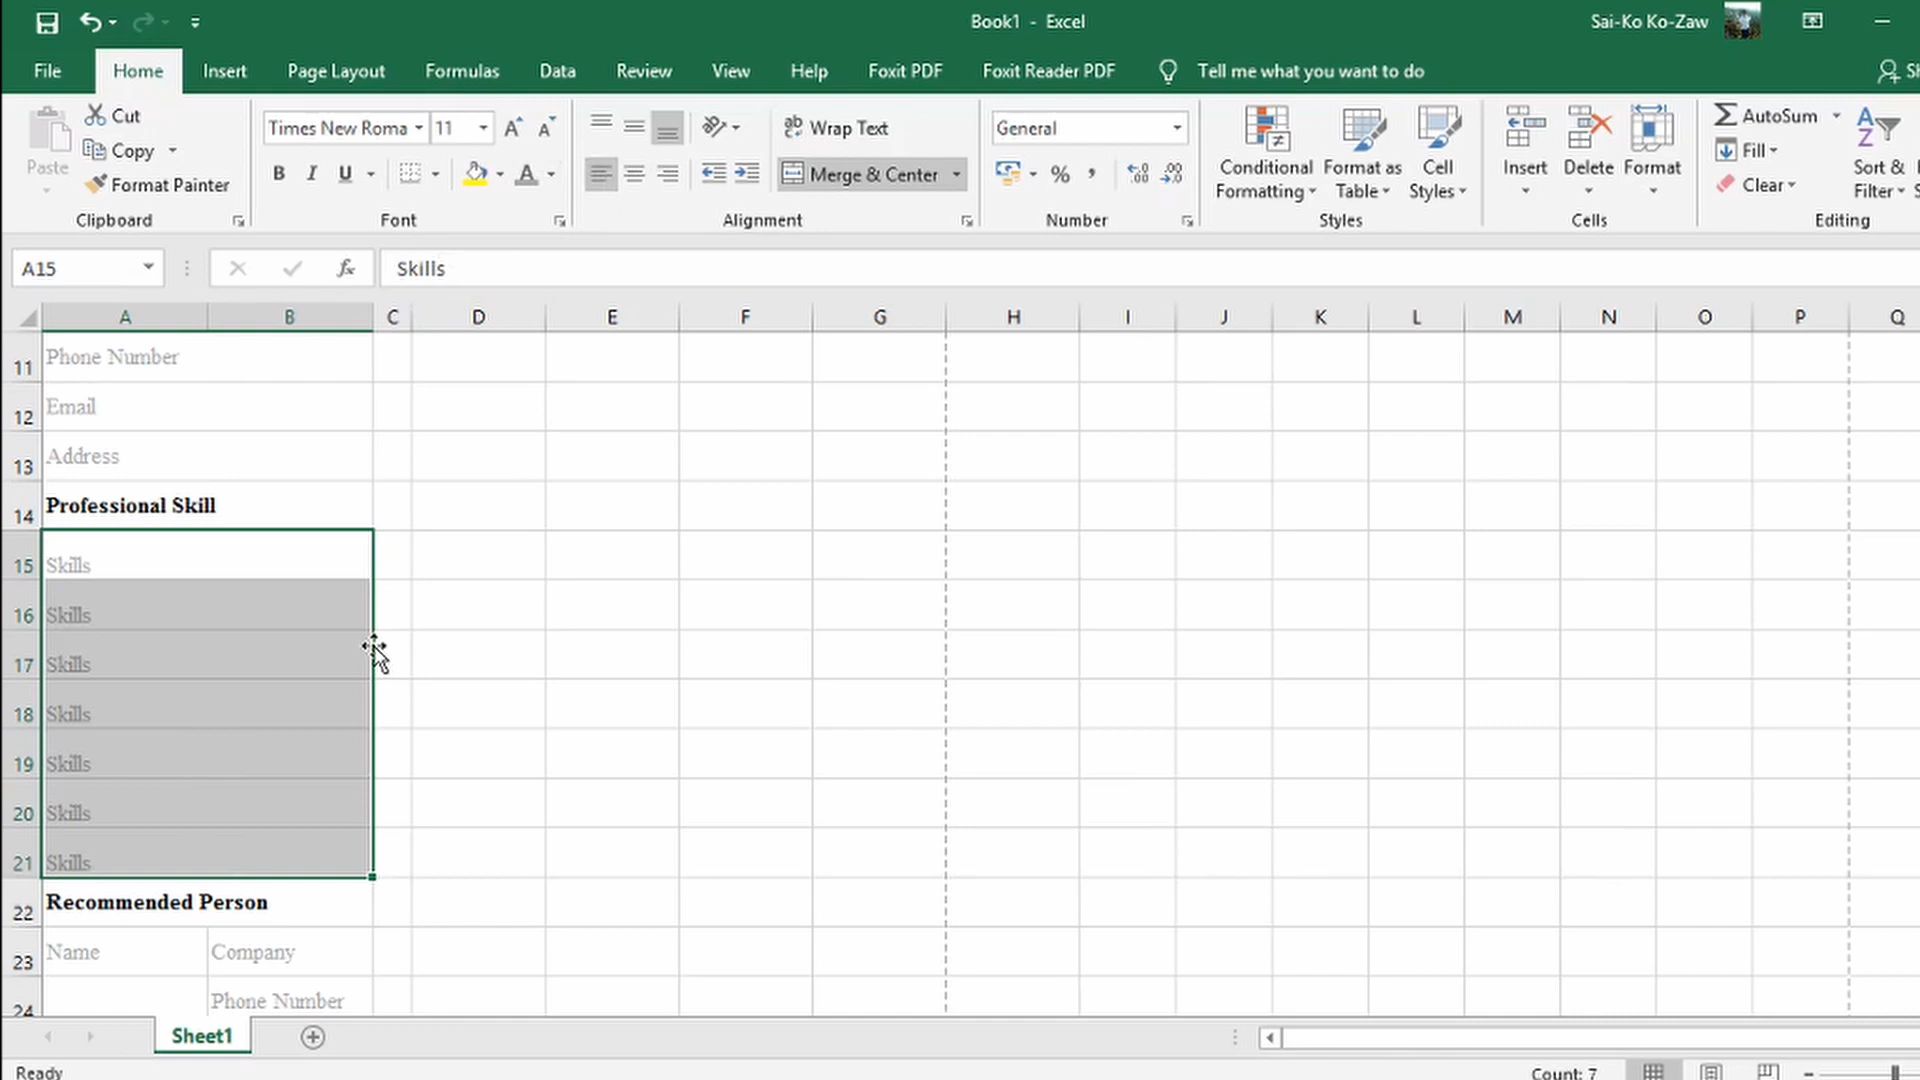 Book1 - Excel
Sai-Ko Ko-Zaw
File Home Insert Page Layout Formulas Data Review View Help Foxit PDF Foxit Reader PDF Tell me what you want to do
Cut
Copy
Format Painter
Paste
Clipboard
Times New Roma 11
B I U
Font
Wrap Text
Merge & Center
Alignment
General
% ,
Number
Conditional Formatting
Format as Table
Cell Styles
Styles
Insert Delete Format
Cells
AutoSum
Fill
Clear
Sort & Filter
Editing
A15 fx Skills
A B C D E F G H I J K L M N O P Q
11 Phone Number
12 Email
13 Address
14 Professional Skill
15 Skills
16 Skills
17 Skills
18 Skills
19 Skills
20 Skills
21 Skills
22 Recommended Person
23 Name Company
24 Phone Number
Sheet1
Ready Count: 7